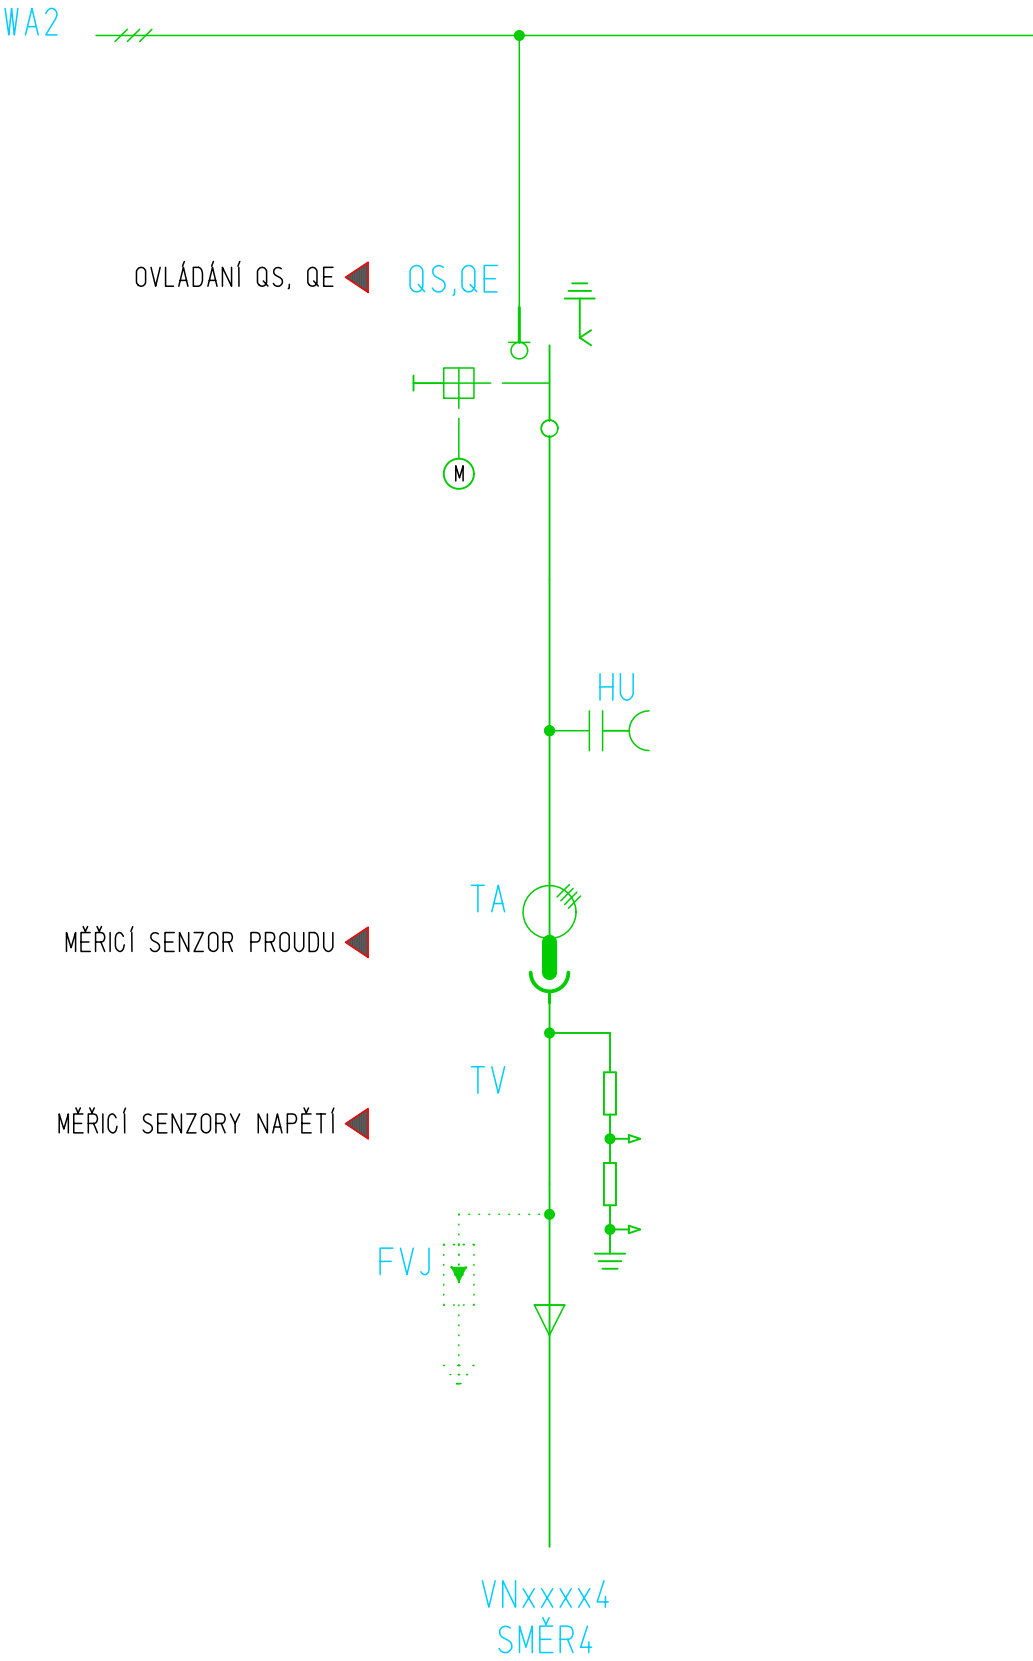 WA2
OVLÁDÁNÍ QS, QE
QS,QE
M
HU
TA
MĚŘICÍ SENZOR PROUDU
TV
MĚŘICÍ SENZORY NAPĚTÍ
FVJ
VNxxxx4
SMĚR4